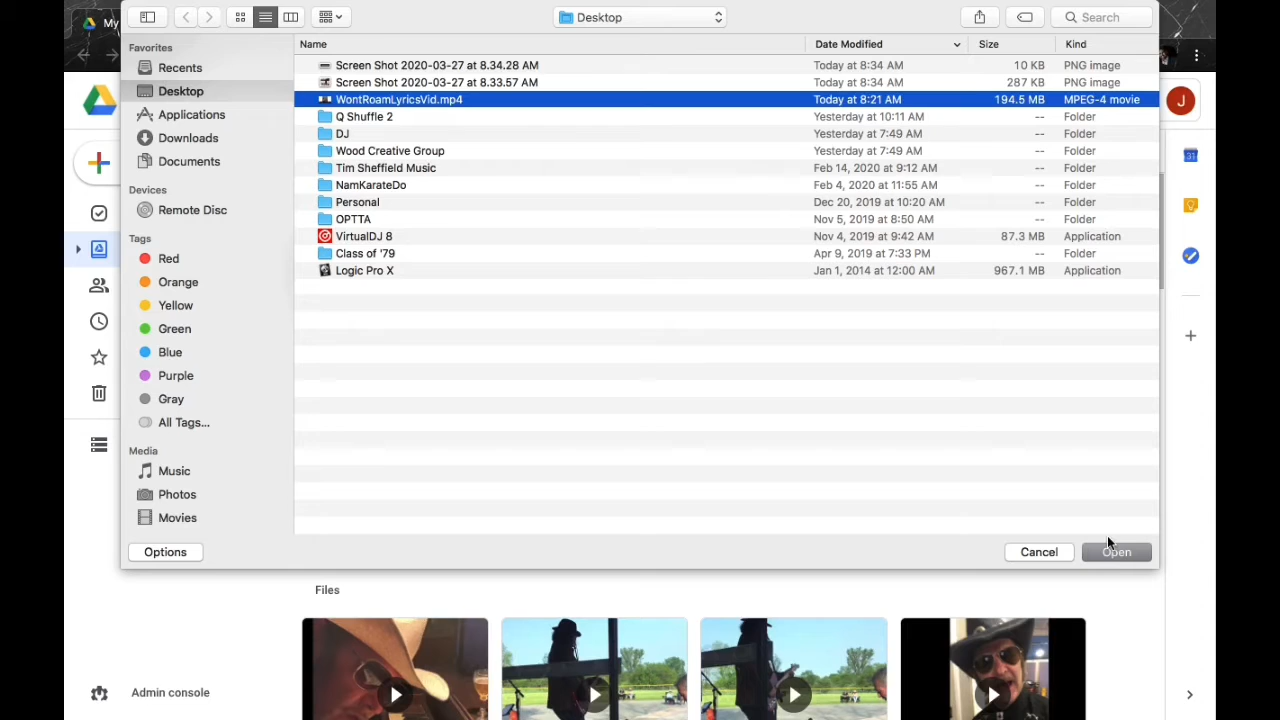 My
Desktop
Search
Favorites
Recents
Desktop
Applications
Downloads
Documents
Devices
Remote Disc
Tags
Red
Orange
Yellow
Green
Blue
Purple
Gray
All Tags...
Media
Music
Photos
Movies
Name Date Modified Size Kind
Screen Shot 2020-03-27 at 8.34.28 AM Today at 8:34 AM 10 KB PNG image
Screen Shot 2020-03-27 at 8.33.57 AM Today at 8:34 AM 287 KB PNG image
WontRoamLyricsVid.mp4 Today at 8:21 AM 194.5 MB MPEG-4 movie
Q Shuffle 2 Yesterday at 10:11 AM -- Folder
DJ Yesterday at 7:49 AM -- Folder
Wood Creative Group Yesterday at 7:49 AM -- Folder
Tim Sheffield Music Feb 14, 2020 at 9:12 AM -- Folder
NamKarateDo Feb 4, 2020 at 11:55 AM -- Folder
Personal Dec 20, 2019 at 10:20 AM -- Folder
OPTTA Nov 5, 2019 at 8:50 AM -- Folder
VirtualDJ 8 Nov 4, 2019 at 9:42 AM 87.3 MB Application
Class of '79 Apr 9, 2019 at 7:33 PM -- Folder
Logic Pro X Jan 1, 2014 at 12:00 AM 967.1 MB Application
Options
Cancel
Open
J
31
Files
Admin console